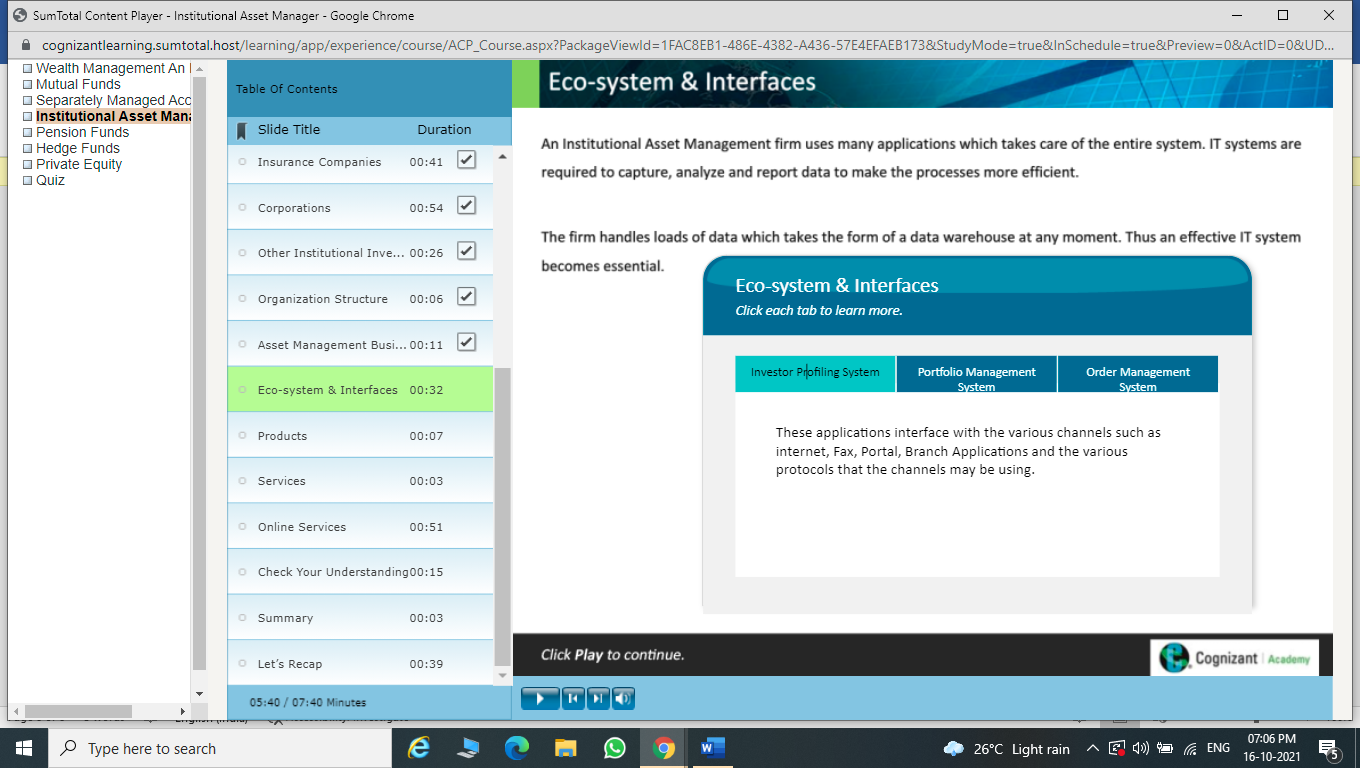 SumTotal Content Player - Institutional Asset Manager - Google Chrome
cognizantlearning.sumtotal.host/learning/app/experience/course/ACP_Course.aspx?PackageViewId=1FAC8EB1-486E-4382-A436-57E4EFAEB173&StudyMode=true&InSchedule=true&Preview=0&ActID=0&UD...
Wealth Management An I
Mutual Funds
Separately Managed Acc
Institutional Asset Mana
Pension Funds
Hedge Funds
Private Equity
Quiz
Table Of Contents
Slide Title Duration
Insurance Companies 00:41
Corporations 00:54
Other Institutional Inve... 00:26
Organization Structure 00:06
Asset Management Busi... 00:11
Eco-system & Interfaces 00:32
Products 00:07
Services 00:03
Online Services 00:51
Check Your Understanding 00:15
Summary 00:03
Let's Recap 00:39
05:40 / 07:40 Minutes
Eco-system & Interfaces
An Institutional Asset Management firm uses many applications which takes care of the entire system. IT systems are
required to capture, analyze and report data to make the processes more efficient.
The firm handles loads of data which takes the form of a data warehouse at any moment. Thus an effective IT system
becomes essential.
Eco-system & Interfaces
Click each tab to learn more.
Investor Profiling System
Portfolio Management
System
Order Management
System
These applications interface with the various channels such as
internet, Fax, Portal, Branch Applications and the various
protocols that the channels may be using.
Click Play to continue.
Cognizant | Academy
Type here to search
W
26°C Light rain
ENG
07:06 PM
16-10-2021
5